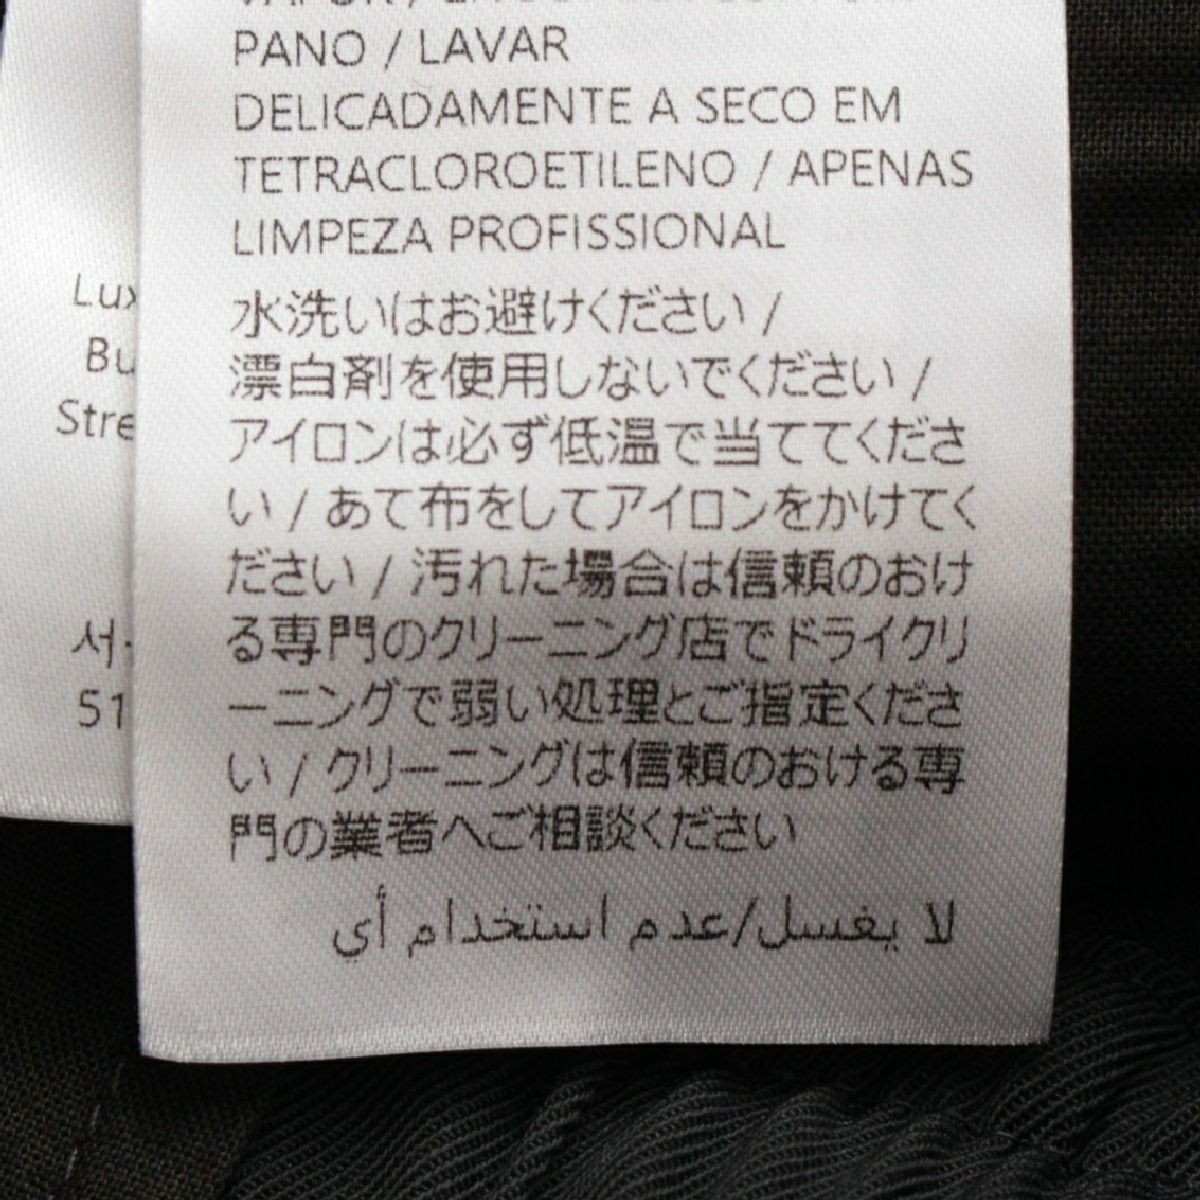 PANO / LAVAR
DELICADAMENTE A SECO EM
TETRACLOROETILENO / APENAS
LIMPEZA PROFISSIONAL
水洗いはお避けください /
漂白剤を使用しないでください /
アイロンは必ず低温で当ててくださ
い / あて布をしてアイロンをかけてく
ださい / 汚れた場合は信頼のおけ
る専門のクリーニング店でドライクリ
ーニングで弱い処理とご指定くださ
い / クリーニングは信頼のおける専
門の業者へご相談ください
لا يغسل/عدم استخدام أي
Lux
Bu
Stre
서
51